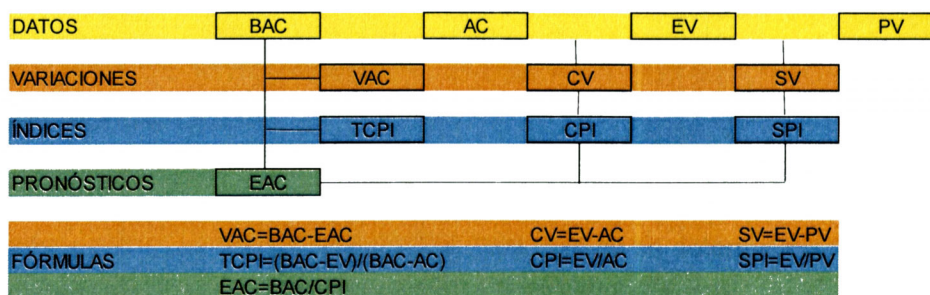 DATOS BAC AC EV PV
VARIACIONES VAC CV SV
ÍNDICES TCPI CPI SPI
PRONÓSTICOS EAC
VAC=BAC-EAC CV=EV-AC SV=EV-PV
FÓRMULAS TCPI=(BAC-EV)/(BAC-AC) CPI=EV/AC SPI=EV/PV
EAC=BAC/CPI